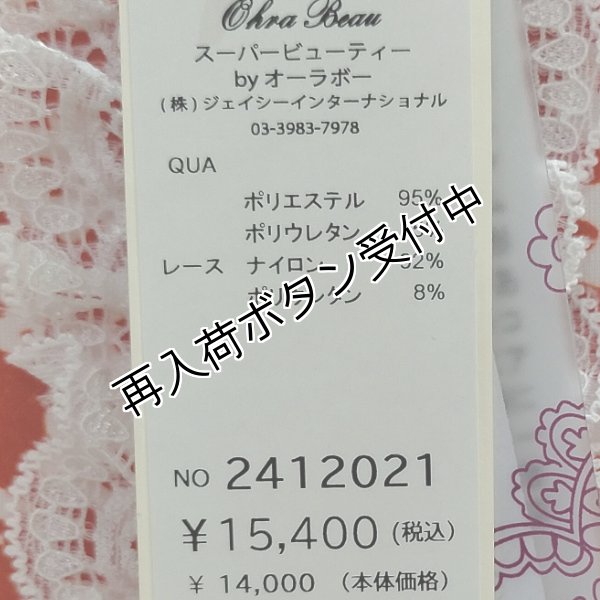 Ohra Beau
スーパービューティー
by オーラボー
(株)ジェイシーインターナショナル
03-3983-7978
QUA
ポリエステル 95%
ポリウレタン
レース ナイロン
8%
再入荷ボタン受付中
NO 2412021
¥15,400 (税込)
¥ 14,000 (本体価格)